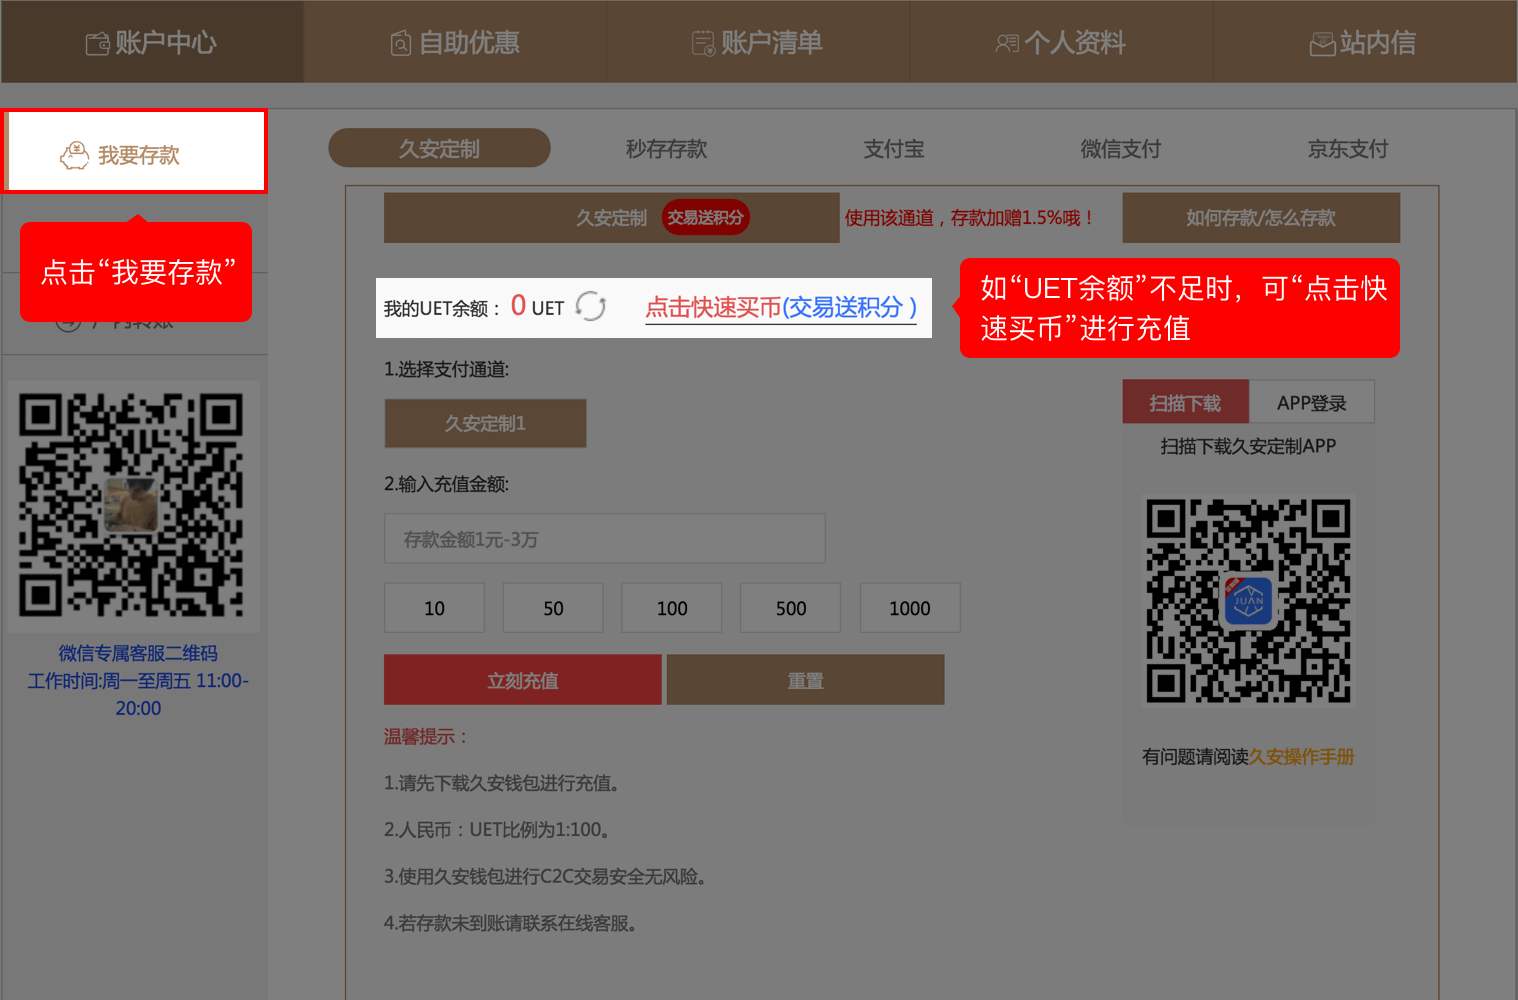 账户中心
自助优惠
账户清单
个人资料
站内信
我要存款
久安定制
秒存存款
支付宝
微信支付
京东支付
久安定制 交易送积分
使用该通道，存款加赠1.5%哦！
如何存款/怎么存款
点击“我要存款”
户内转账
我的UET余额： 0 UET
点击快速买币(交易送积分 )
如“UET余额”不足时，可“点击快
速买币”进行充值
1.选择支付通道:
久安定制1
扫描下载
APP登录
扫描下载久安定制APP
2.输入充值金额:
存款金额1元-3万
10
50
100
500
1000
JUAN
立刻充值
重置
微信专属客服二维码
工作时间:周一至周五 11:00-
20:00
温馨提示：
有问题请阅读久安操作手册
1.请先下载久安钱包进行充值。
2.人民币：UET比例为1:100。
3.使用久安钱包进行C2C交易安全无风险。
4.若存款未到账请联系在线客服。